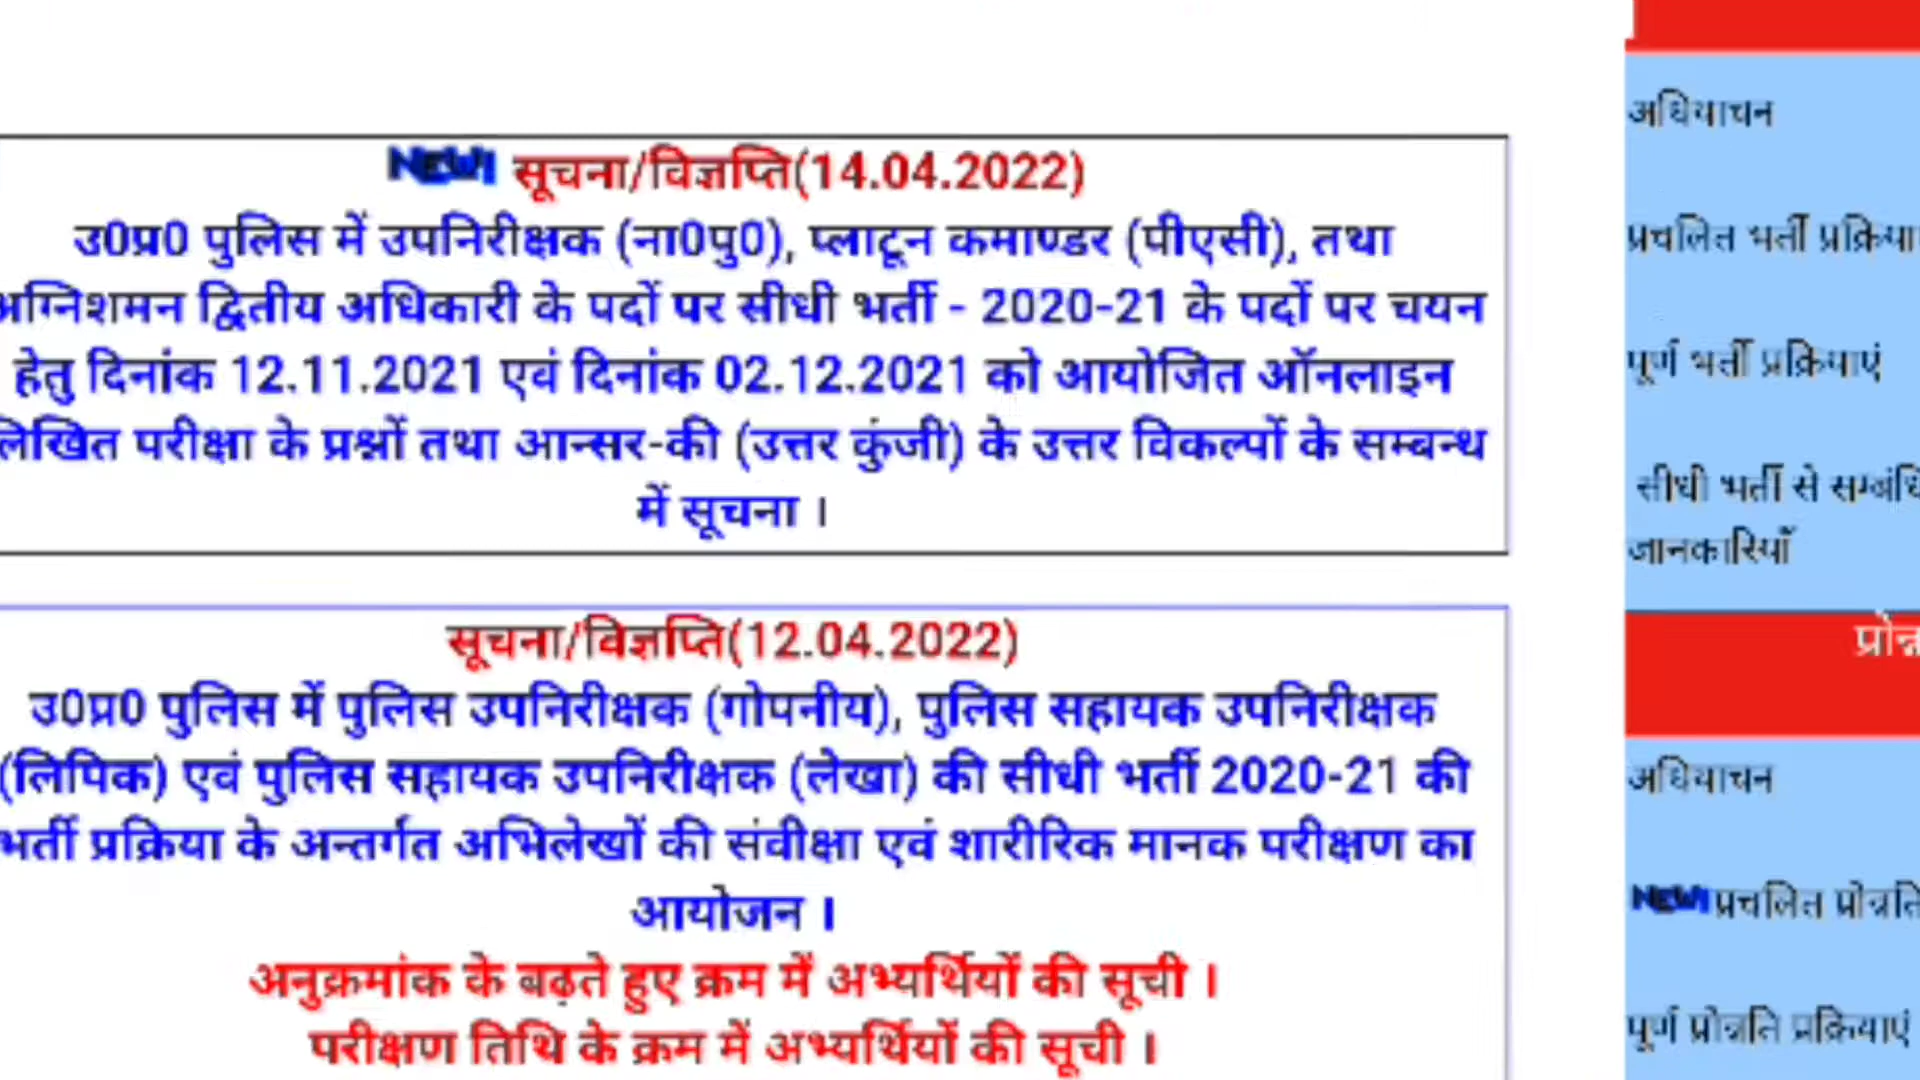 NEW! सूचना/विज्ञप्ति(14.04.2022)
उ0प्र0 पुलिस में उपनिरीक्षक (ना0पु0), प्लाटून कमाण्डर (पीएसी), तथा
अग्निशमन द्वितीय अधिकारी के पदों पर सीधी भर्ती - 2020-21 के पदों पर चयन
हेतु दिनांक 12.11.2021 एवं दिनांक 02.12.2021 को आयोजित ऑनलाइन
लिखित परीक्षा के प्रश्नों तथा आन्सर-की (उत्तर कुंजी) के उत्तर विकल्पों के सम्बन्ध
में सूचना ।
सूचना/विज्ञप्ति(12.04.2022)
उ0प्र0 पुलिस में पुलिस उपनिरीक्षक (गोपनीय), पुलिस सहायक उपनिरीक्षक
(लिपिक) एवं पुलिस सहायक उपनिरीक्षक (लेखा) की सीधी भर्ती 2020-21 की
भर्ती प्रक्रिया के अन्तर्गत अभिलेखों की संवीक्षा एवं शारीरिक मानक परीक्षण का
आयोजन ।
अनुक्रमांक के बढ़ते हुए क्रम में अभ्यर्थियों की सूची ।
परीक्षण तिथि के क्रम में अभ्यर्थियों की सूची ।
अधियाचन
प्रचलित भर्ती
पूर्ण भर्ती प्रक्रियाएं
सीधी भर्ती से
जानकारियाँ
अधियाचन
NEW! प्रचलित
पूर्ण प्रोन्नति प्रक्रियाएं